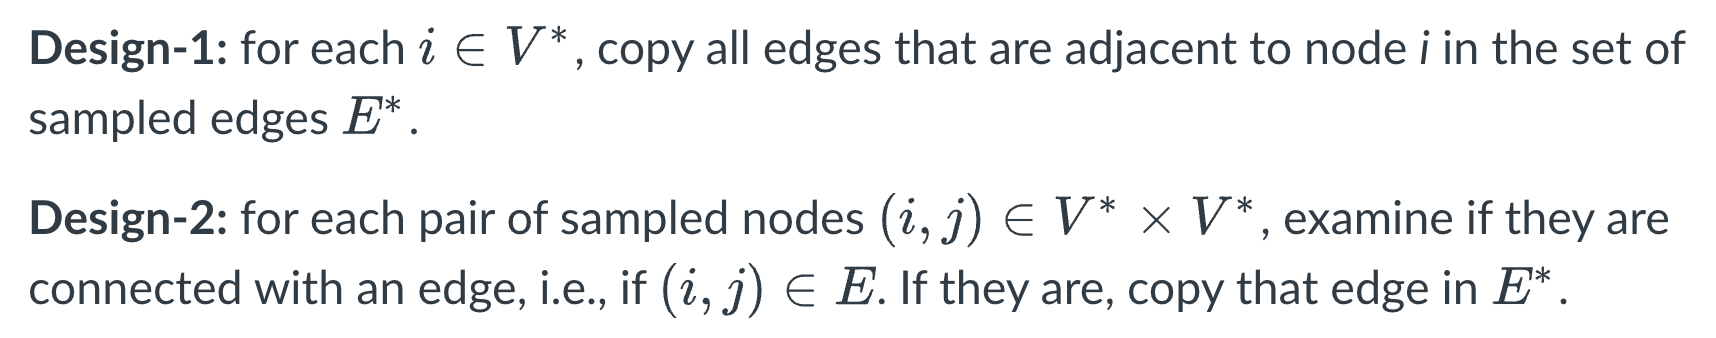 Design-1: for each i ∈ V*, copy all edges that are adjacent to node i in the set of
sampled edges E*.
Design-2: for each pair of sampled nodes (i, j) ∈ V* × V*, examine if they are
connected with an edge, i.e., if (i, j) ∈ E. If they are, copy that edge in E*.